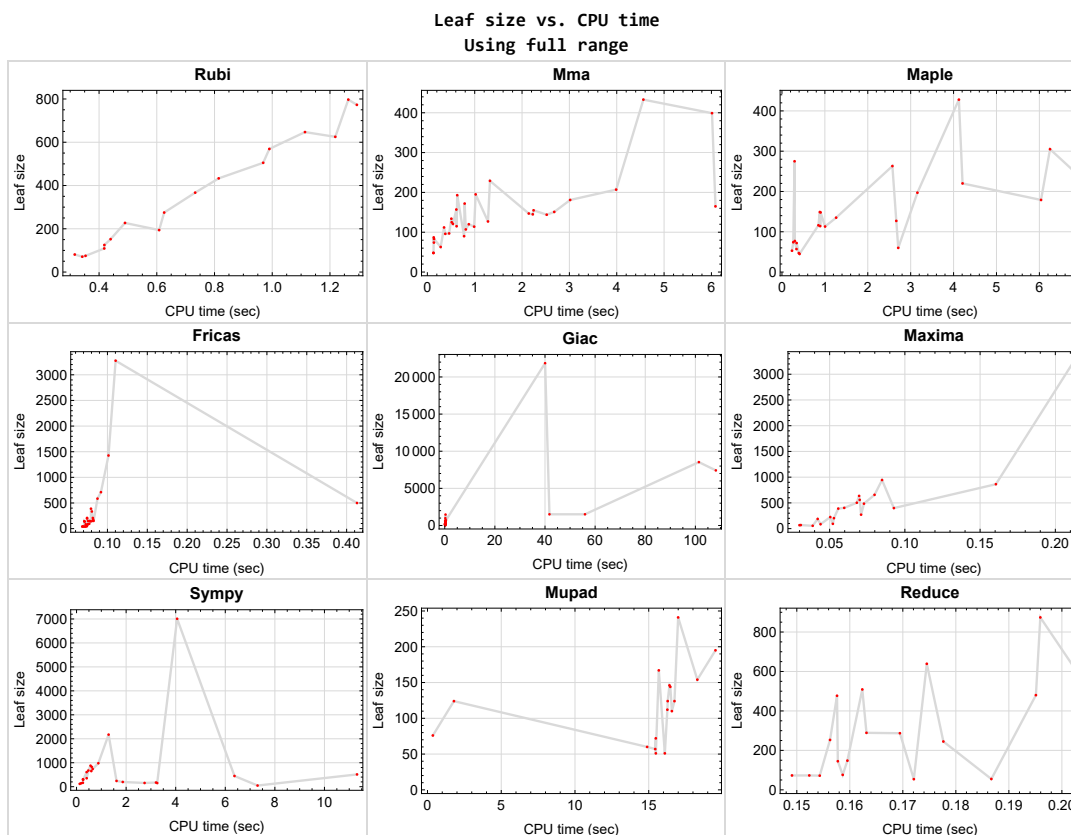 Leaf size vs. CPU time
Using full range
Rubi
Mma
Maple
800
600
400
200
0
Leaf size
0.4 0.6 0.8 1.0 1.2
CPU time (sec)
400
300
200
100
0
Leaf size
0 1 2 3 4 5 6
CPU time (sec)
400
300
200
100
0
Leaf size
0 1 2 3 4 5 6
CPU time (sec)
Fricas
Giac
Maxima
3000
2500
2000
1500
1000
500
0
Leaf size
0.10 0.15 0.20 0.25 0.30 0.35 0.40
CPU time (sec)
20 000
15 000
10 000
5000
0
Leaf size
0 20 40 60 80 100
CPU time (sec)
3000
2500
2000
1500
1000
500
0
Leaf size
0.05 0.10 0.15 0.20
CPU time (sec)
Sympy
Mupad
Reduce
7000
6000
5000
4000
3000
2000
1000
0
Leaf size
0 2 4 6 8 10
CPU time (sec)
250
200
150
100
50
0
Leaf size
0 5 10 15
CPU time (sec)
800
600
400
200
0
Leaf size
0.15 0.16 0.17 0.18 0.19 0.20
CPU time (sec)